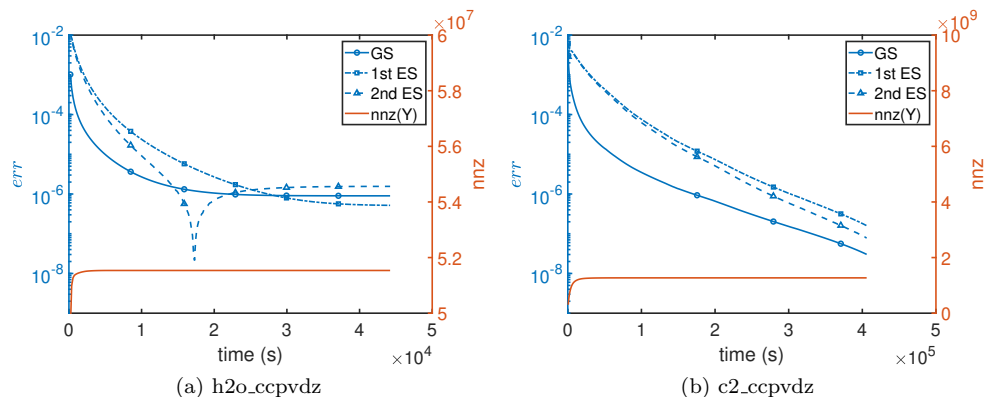 ×10^7
×10^9
10^-2
6
10^-2
10
GS
1st ES
2nd ES
nnz(Y)
GS
1st ES
2nd ES
nnz(Y)
5.8
8
10^-4
10^-4
5.6
6
err
nnz
err
nnz
10^-6
5.4
10^-6
4
10^-8
5.2
10^-8
2
5
0
0 1 2 3 4 5
0 1 2 3 4 5
time (s)
×10^4
time (s)
×10^5
(a) h2o_ccpvdz
(b) c2_ccpvdz